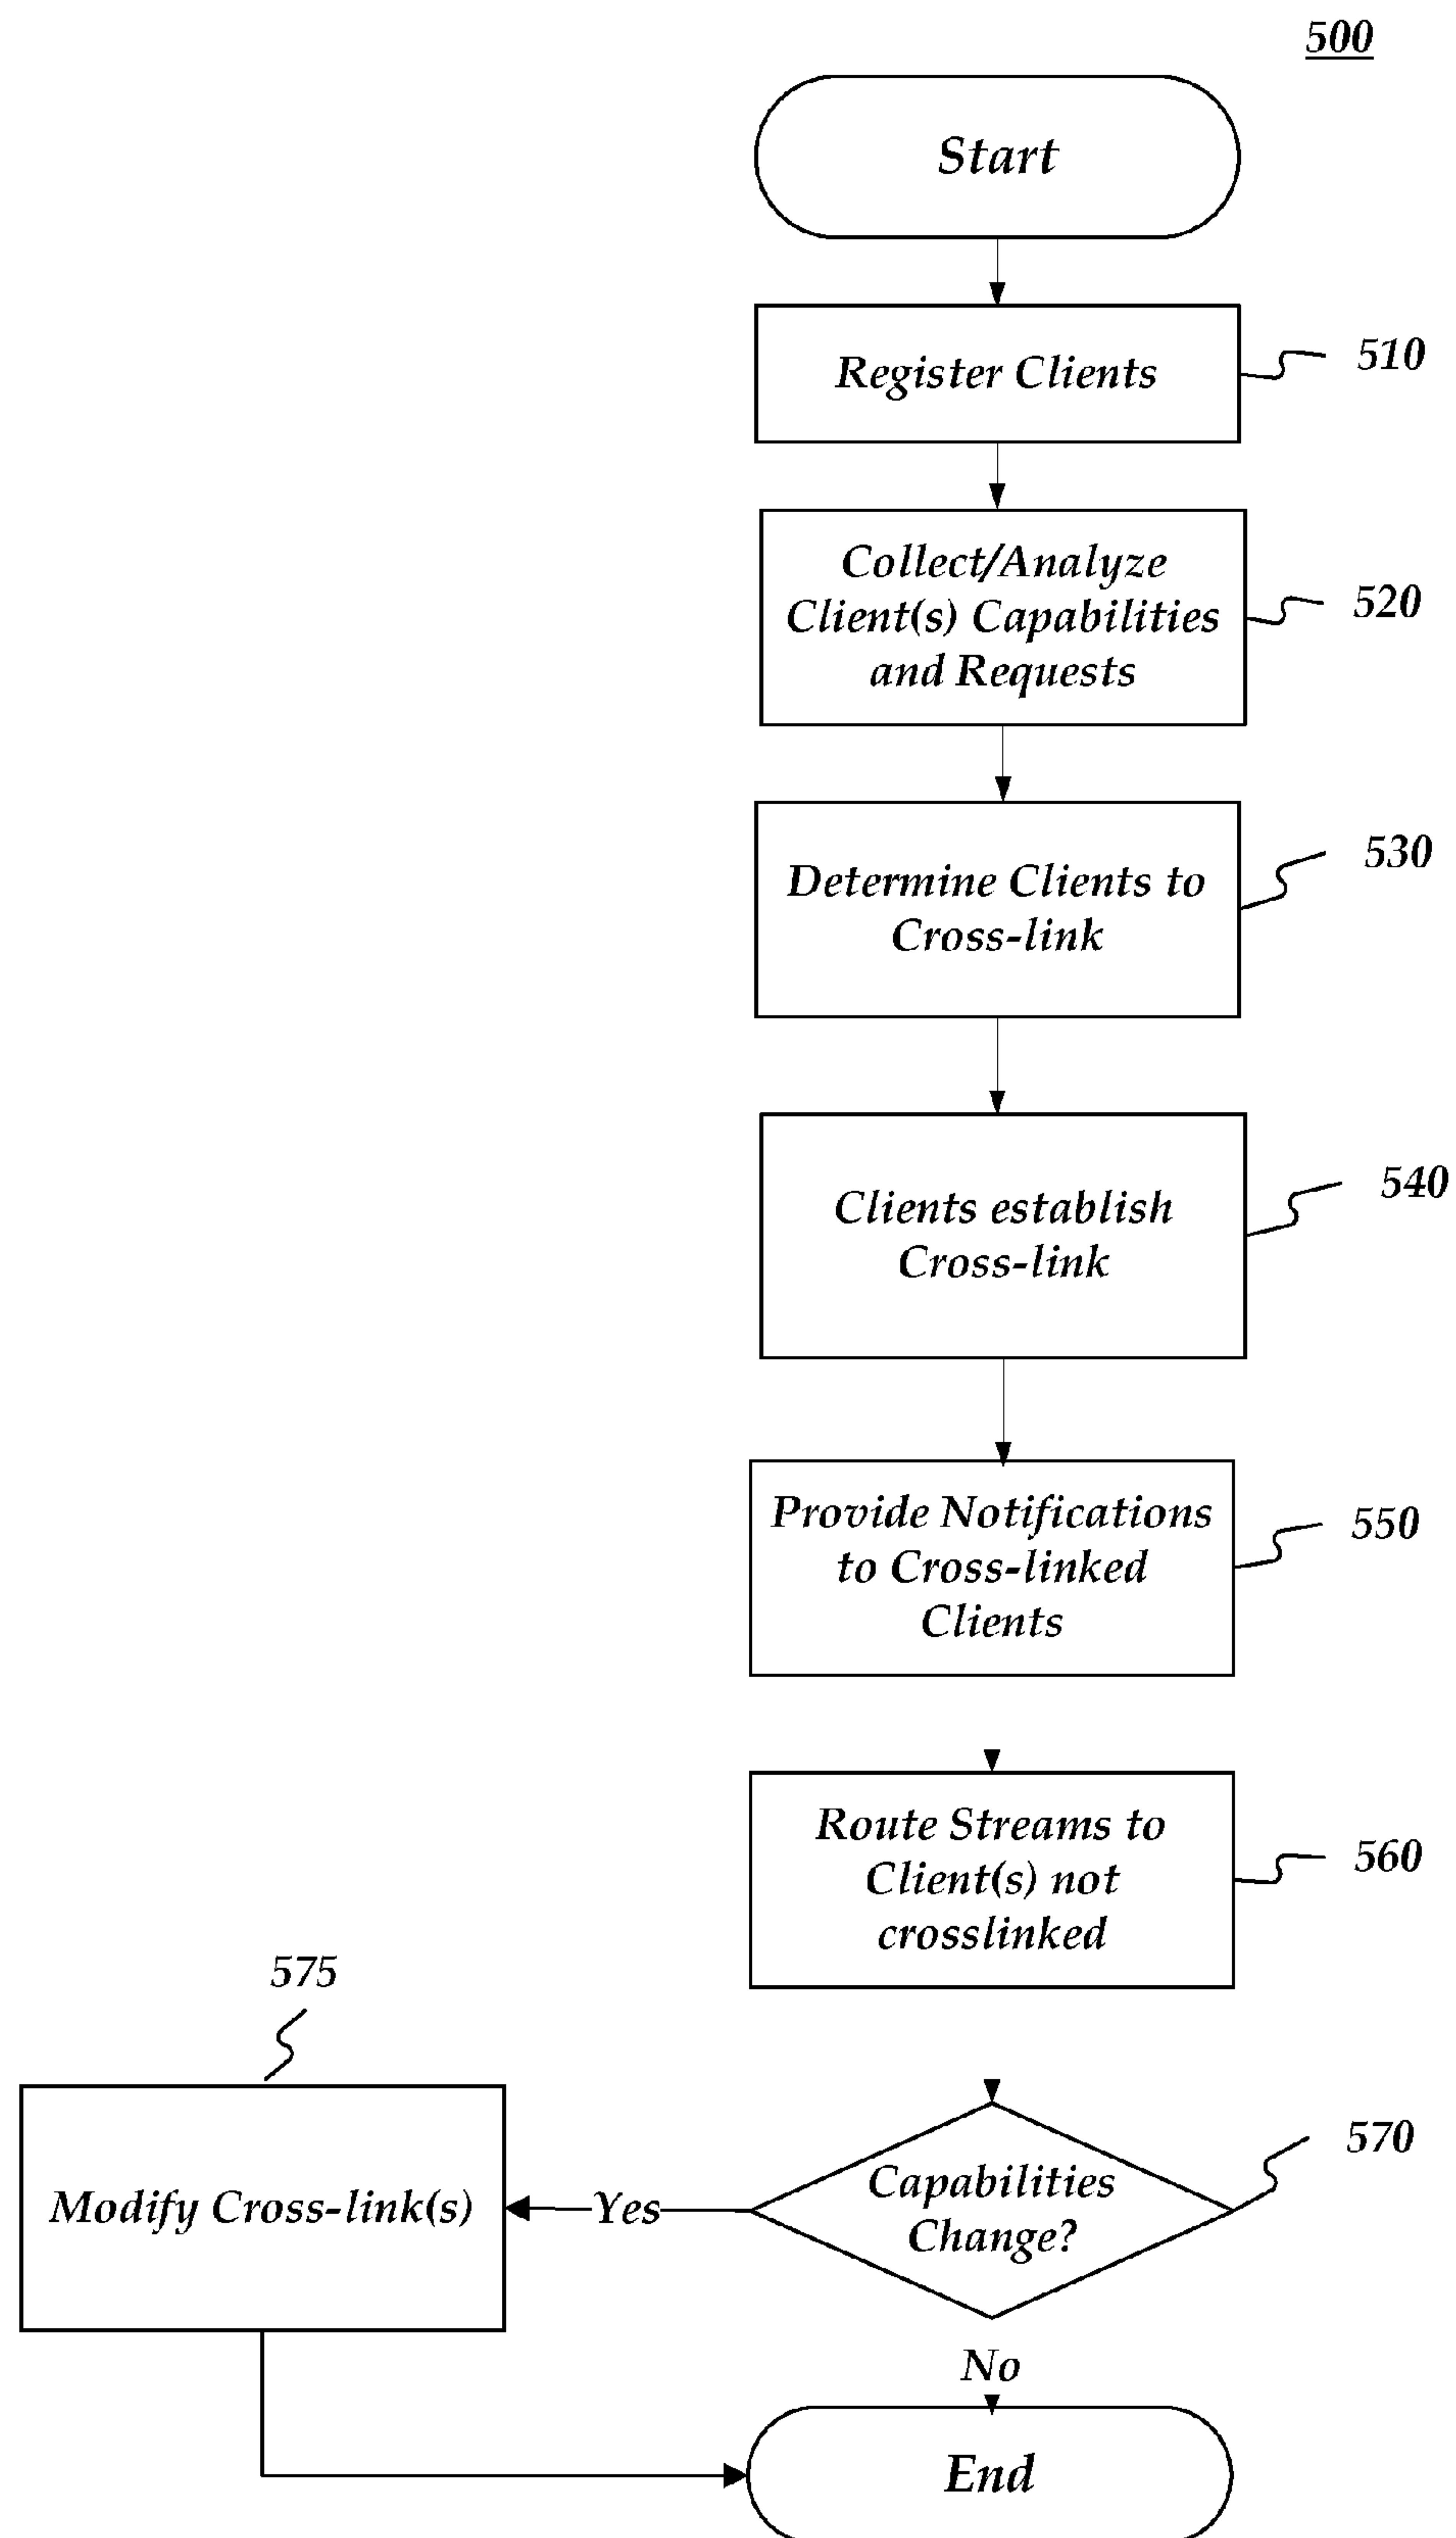 500
Start
Register Clients
510
Collect/Analyze
Client(s) Capabilities
and Requests
520
Determine Clients to
Cross-link
530
Clients establish
Cross-link
540
Provide Notifications
to Cross-linked
Clients
550
Route Streams to
Client(s) not
crosslinked
560
575
Modify Cross-link(s)
Yes
Capabilities
Change?
570
No
End